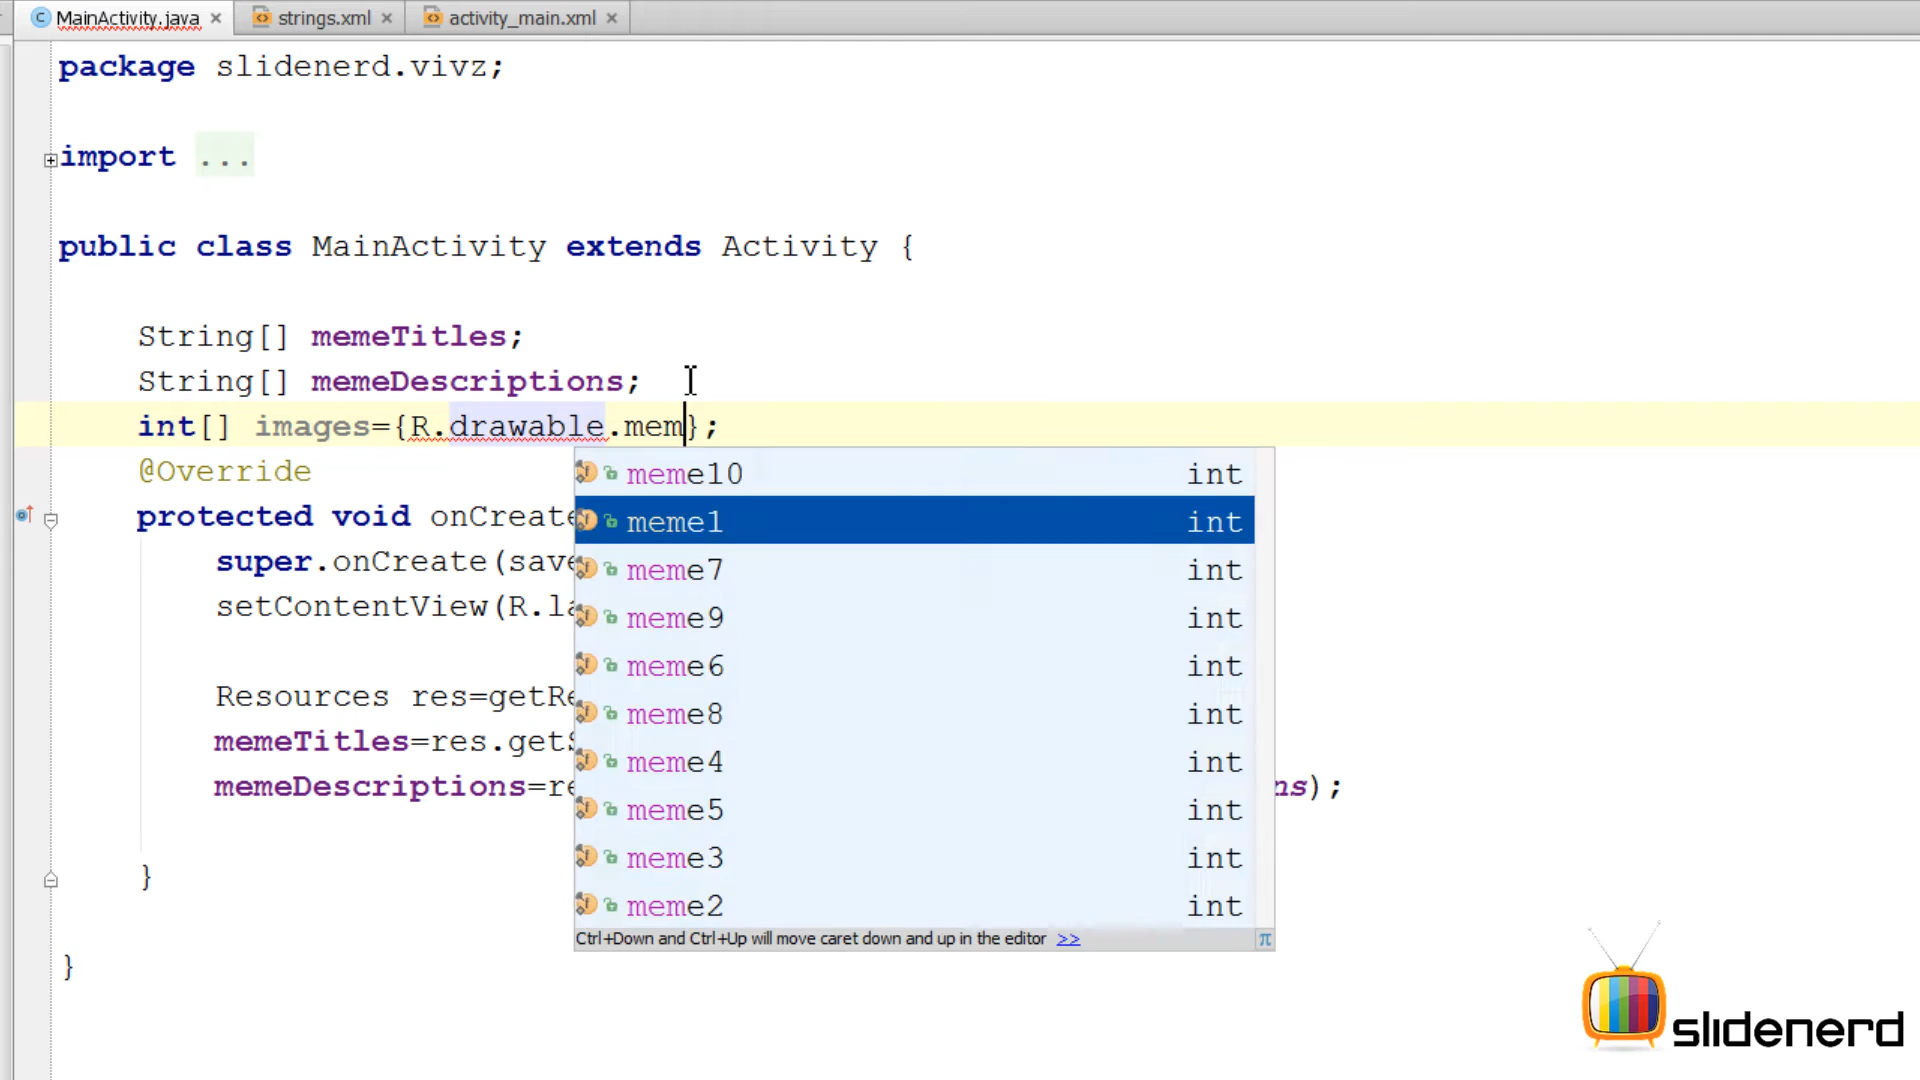 MainActivity.java × strings.xml × activity_main.xml ×
package slidenerd.vivz;
import ...
public class MainActivity extends Activity {
String[] memeTitles;
String[] memeDescriptions;
int[] images={R.drawable.mem};
@Override
protected void onCreate
super.onCreate(save
setContentView(R.la
Resources res=getRe
memeTitles=res.getS
memeDescriptions=re ns);
}
}
meme10 int
meme1 int
meme7 int
meme9 int
meme6 int
meme8 int
meme4 int
meme5 int
meme3 int
meme2 int
Ctrl+Down and Ctrl+Up will move caret down and up in the editor >> π
slidenerd